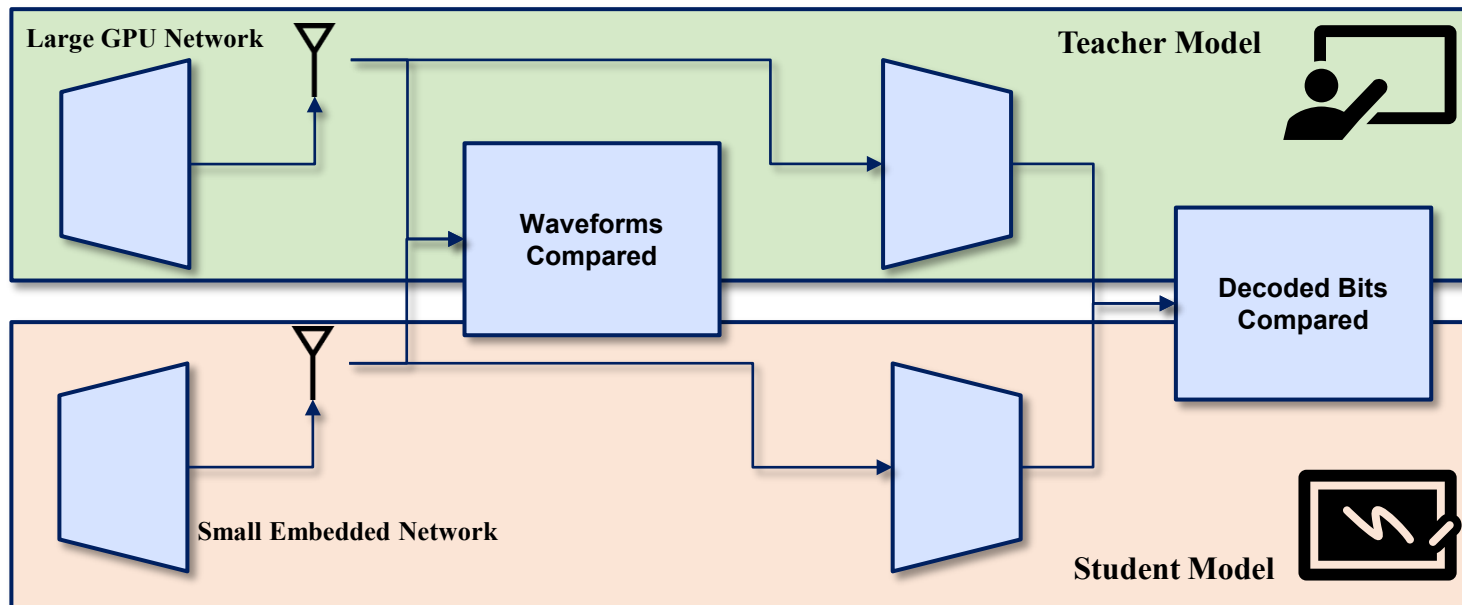 Large GPU Network
Teacher Model
Waveforms
Compared
Decoded Bits
Compared
Small Embedded Network
Student Model